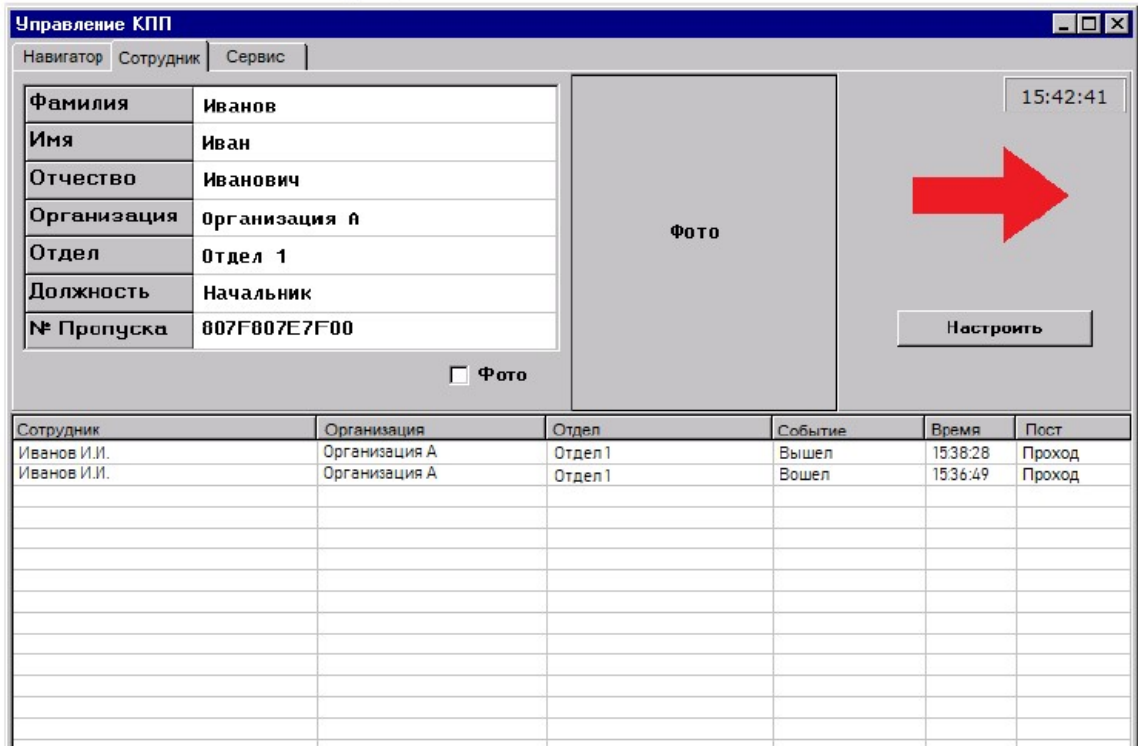 Управление КПП
Навигатор Сотрудник Сервис
15:42:41
Фамилия Иванов
Имя Иван
Отчество Иванович
Организация Организация А
Отдел Отдел 1
Должность Начальник
№ Пропуска 807F807E7F00
Фото
Фото
Настроить
Сотрудник Организация Отдел Событие Время Пост
Иванов И.И. Организация А Отдел 1 Вышел 15:38:28 Проход
Иванов И.И. Организация А Отдел 1 Вошел 15:36:49 Проход